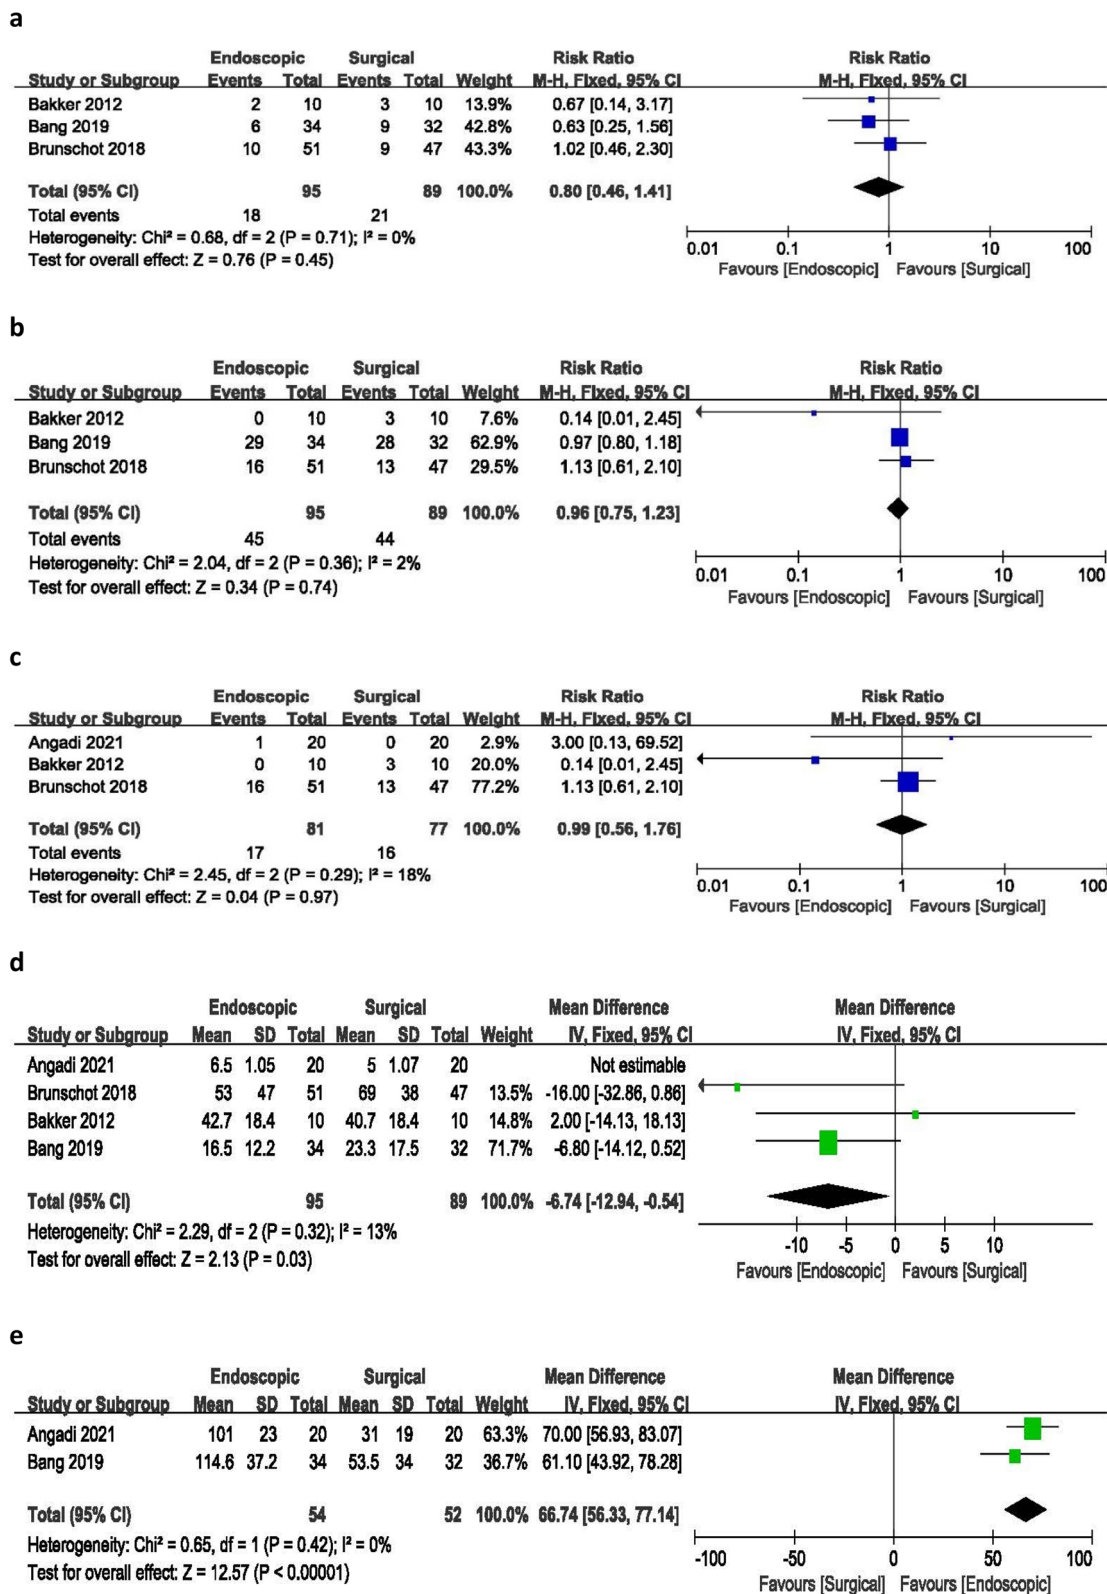 a
Endoscopic Surgical Risk Ratio Risk Ratio
Study or Subgroup Events Total Events Total Weight M-H, Fixed, 95% CI M-H, Fixed, 95% CI
Bakker 2012 2 10 3 10 13.9% 0.67 [0.14, 3.17]
Bang 2019 6 34 9 32 42.8% 0.63 [0.25, 1.56]
Brunschot 2018 10 51 9 47 43.3% 1.02 [0.46, 2.30]
Total (95% CI) 95 89 100.0% 0.80 [0.46, 1.41]
Total events 18 21
Heterogeneity: Chi² = 0.68, df = 2 (P = 0.71); I² = 0%
Test for overall effect: Z = 0.76 (P = 0.45)
0.01 0.1 1 10 100
Favours [Endoscopic] Favours [Surgical]
b
Endoscopic Surgical Risk Ratio Risk Ratio
Study or Subgroup Events Total Events Total Weight M-H, Fixed, 95% CI M-H, Fixed, 95% CI
Bakker 2012 0 10 3 10 7.6% 0.14 [0.01, 2.45]
Bang 2019 29 34 28 32 62.9% 0.97 [0.80, 1.18]
Brunschot 2018 16 51 13 47 29.5% 1.13 [0.61, 2.10]
Total (95% CI) 95 89 100.0% 0.96 [0.75, 1.23]
Total events 45 44
Heterogeneity: Chi² = 2.04, df = 2 (P = 0.36); I² = 2%
Test for overall effect: Z = 0.34 (P = 0.74)
0.01 0.1 1 10 100
Favours [Endoscopic] Favours [Surgical]
c
Endoscopic Surgical Risk Ratio Risk Ratio
Study or Subgroup Events Total Events Total Weight M-H, Fixed, 95% CI M-H, Fixed, 95% CI
Angadi 2021 1 20 0 20 2.9% 3.00 [0.13, 69.52]
Bakker 2012 0 10 3 10 20.0% 0.14 [0.01, 2.45]
Brunschot 2018 16 51 13 47 77.2% 1.13 [0.61, 2.10]
Total (95% CI) 81 77 100.0% 0.99 [0.56, 1.76]
Total events 17 16
Heterogeneity: Chi² = 2.45, df = 2 (P = 0.29); I² = 18%
Test for overall effect: Z = 0.04 (P = 0.97)
0.01 0.1 1 10 100
Favours [Endoscopic] Favours [Surgical]
d
Endoscopic Surgical Mean Difference Mean Difference
Study or Subgroup Mean SD Total Mean SD Total Weight IV, Fixed, 95% CI IV, Fixed, 95% CI
Angadi 2021 6.5 1.05 20 5 1.07 20 Not estimable
Brunschot 2018 53 47 51 69 38 47 13.5% -16.00 [-32.86, 0.86]
Bakker 2012 42.7 18.4 10 40.7 18.4 10 14.8% 2.00 [-14.13, 18.13]
Bang 2019 16.5 12.2 34 23.3 17.5 32 71.7% -6.80 [-14.12, 0.52]
Total (95% CI) 95 89 100.0% -6.74 [-12.94, -0.54]
Heterogeneity: Chi² = 2.29, df = 2 (P = 0.32); I² = 13%
Test for overall effect: Z = 2.13 (P = 0.03)
-10 -5 0 5 10
Favours [Endoscopic] Favours [Surgical]
e
Endoscopic Surgical Mean Difference Mean Difference
Study or Subgroup Mean SD Total Mean SD Total Weight IV, Fixed, 95% CI IV, Fixed, 95% CI
Angadi 2021 101 23 20 31 19 20 63.3% 70.00 [56.93, 83.07]
Bang 2019 114.6 37.2 34 53.5 34 32 36.7% 61.10 [43.92, 78.28]
Total (95% CI) 54 52 100.0% 66.74 [56.33, 77.14]
Heterogeneity: Chi² = 0.65, df = 1 (P = 0.42); I² = 0%
Test for overall effect: Z = 12.57 (P < 0.00001)
-100 -50 0 50 100
Favours [Surgical] Favours [Endoscopic]